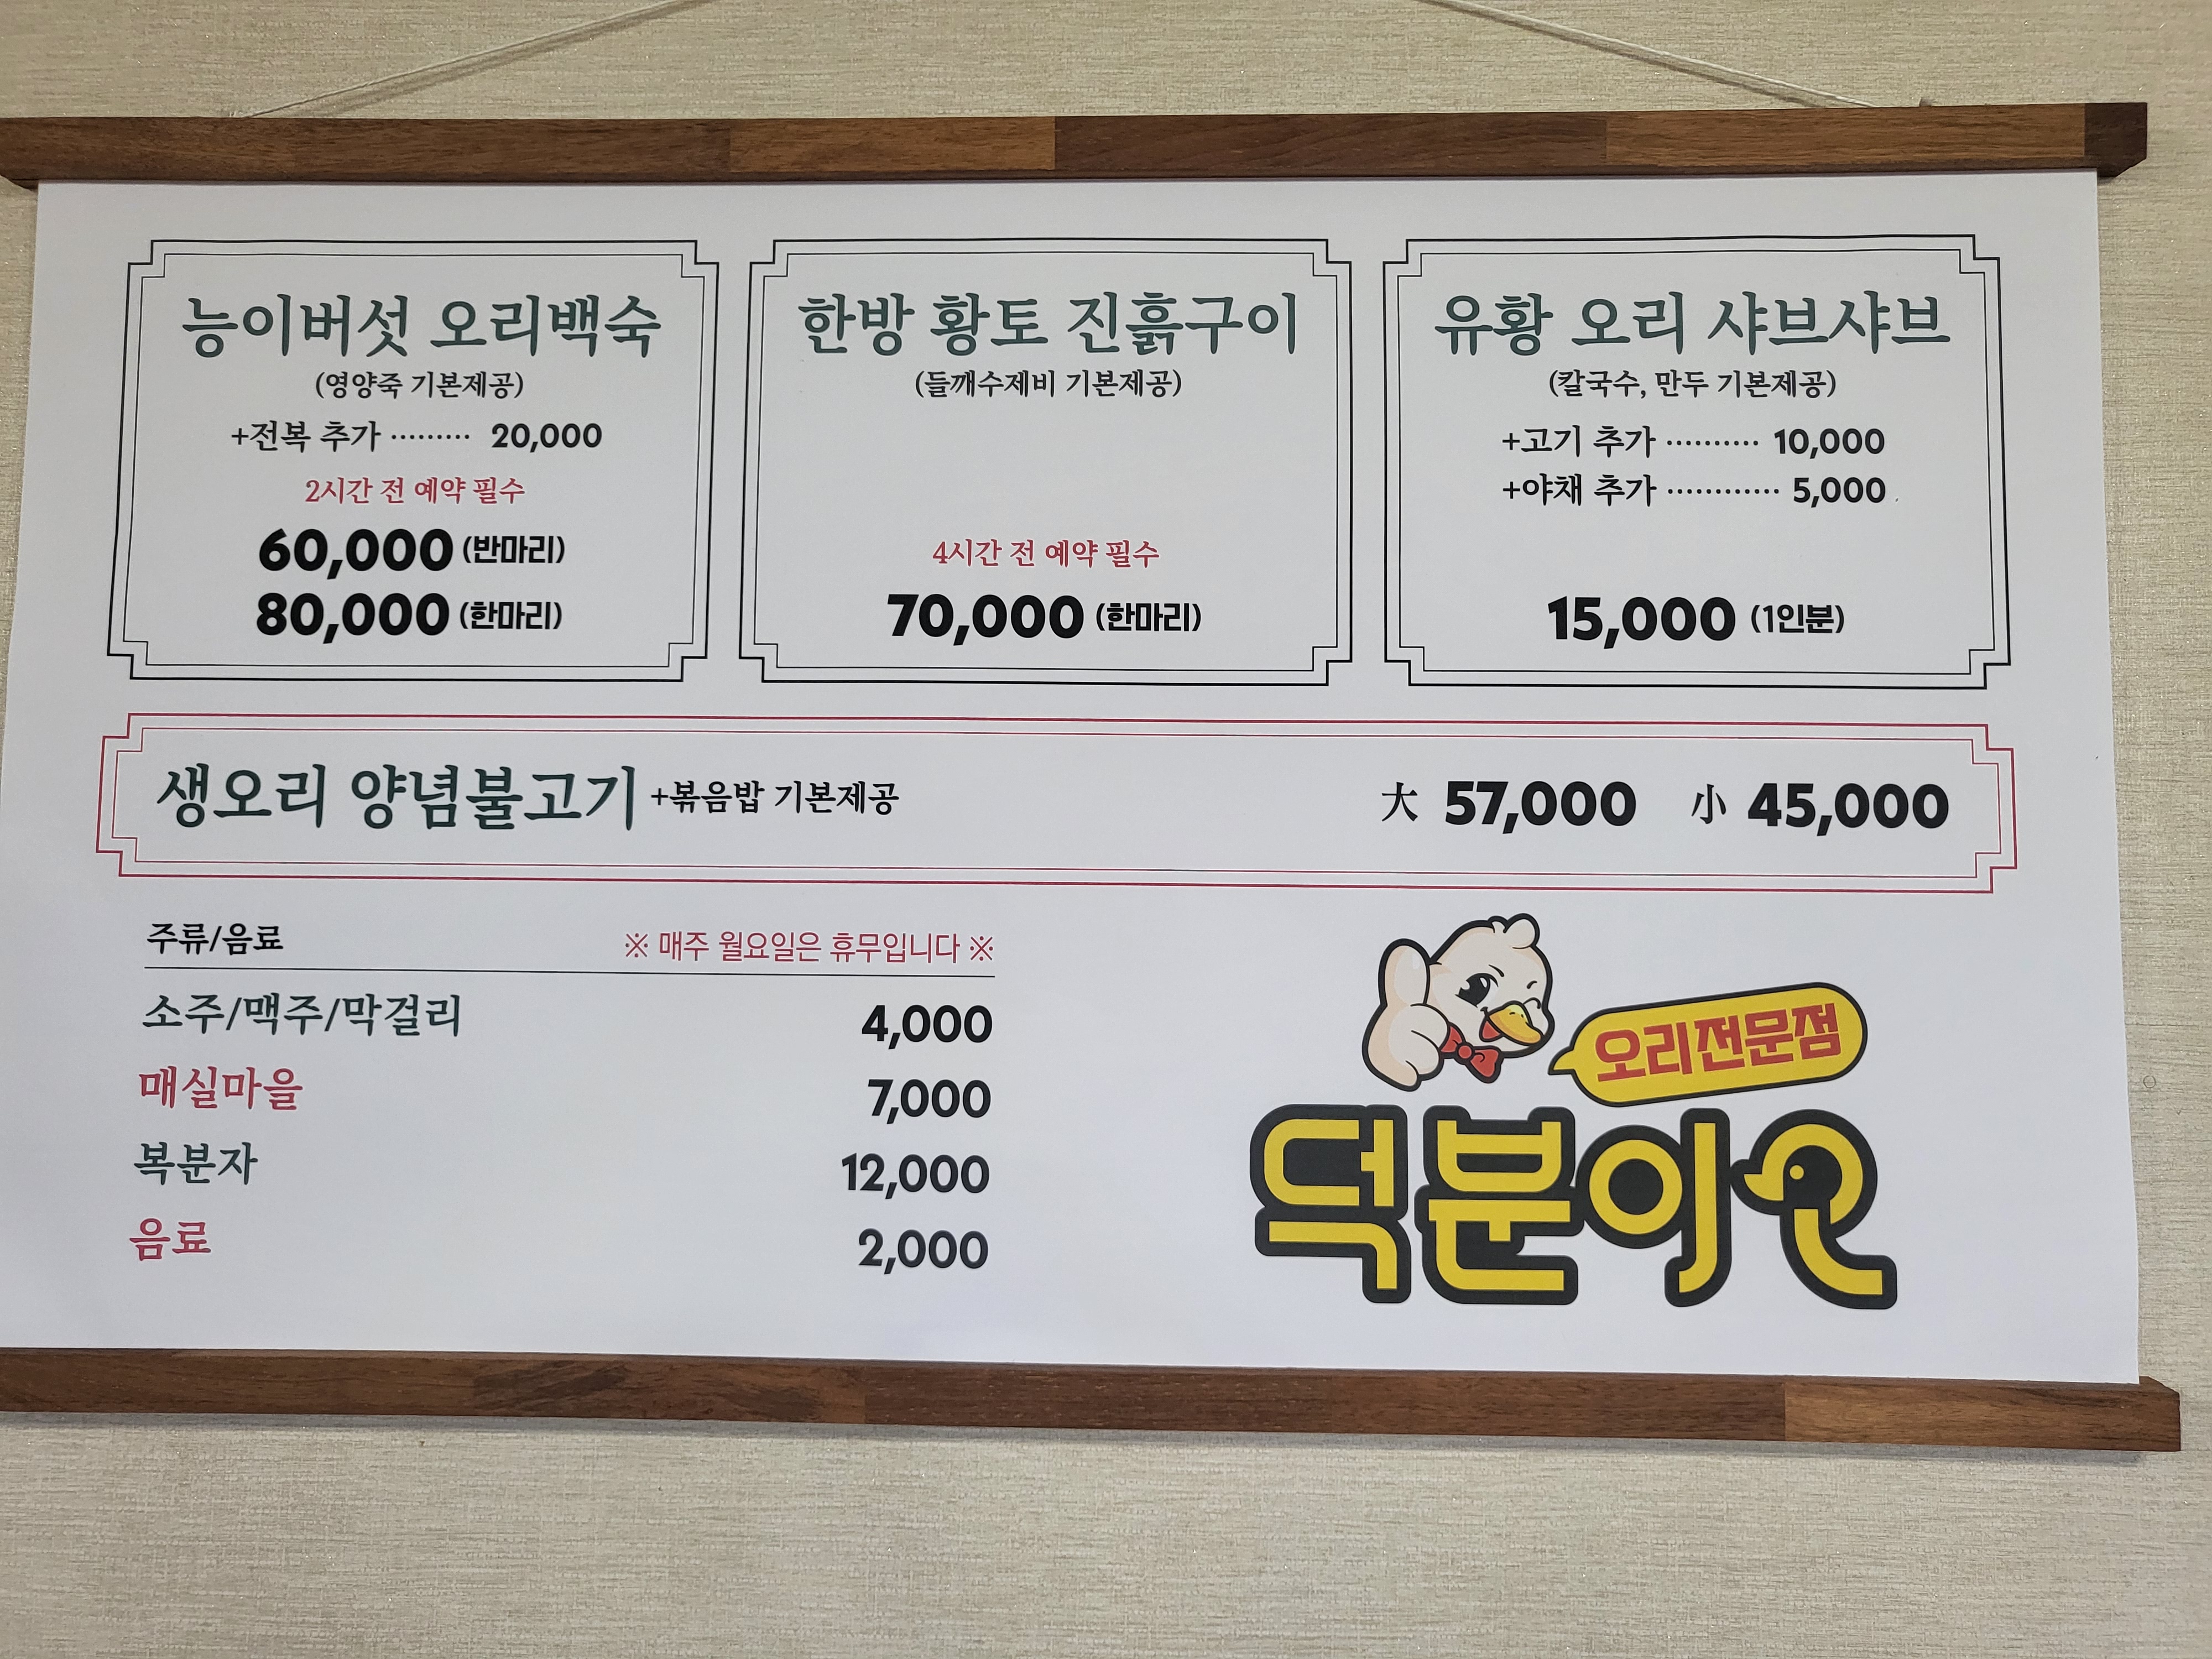 능이버섯 오리백숙
(영양죽 기본제공)
+전복 추가 ········· 20,000
2시간 전 예약 필수
60,000 (반마리)
80,000 (한마리)
한방 황토 진흙구이
(들깨수제비 기본제공)
4시간 전 예약 필수
70,000 (한마리)
유황 오리 샤브샤브
(칼국수, 만두 기본제공)
+고기 추가 ·········· 10,000
+야채 추가 ············ 5,000
15,000 (1인분)
생오리 양념불고기 +볶음밥 기본제공 大 57,000 小 45,000
주류/음료 ※ 매주 월요일은 휴무입니다 ※
소주/맥주/막걸리 4,000
매실마을 7,000
복분자 12,000
음료 2,000
오리전문점
덕분이